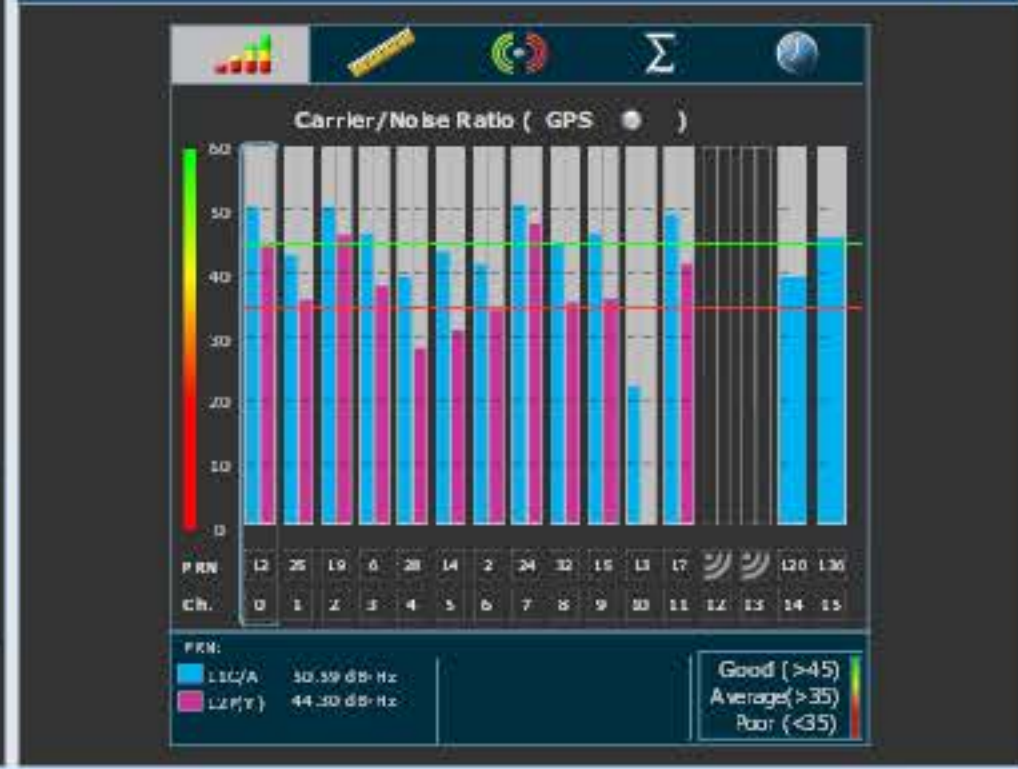 Σ
Carrier/Noise Ratio ( GPS )
60
50
40
30
20
10
0
PRN 12 25 19 6 28 14 2 24 32 15 13 17 120 136
Ch. 0 1 2 3 4 5 6 7 8 9 10 11 12 13 14 15
PRN:
L1C/A 50.59 dB-Hz
L2P(Y) 44.30 dB-Hz
Good (>45)
Average(>35)
Poor (<35)